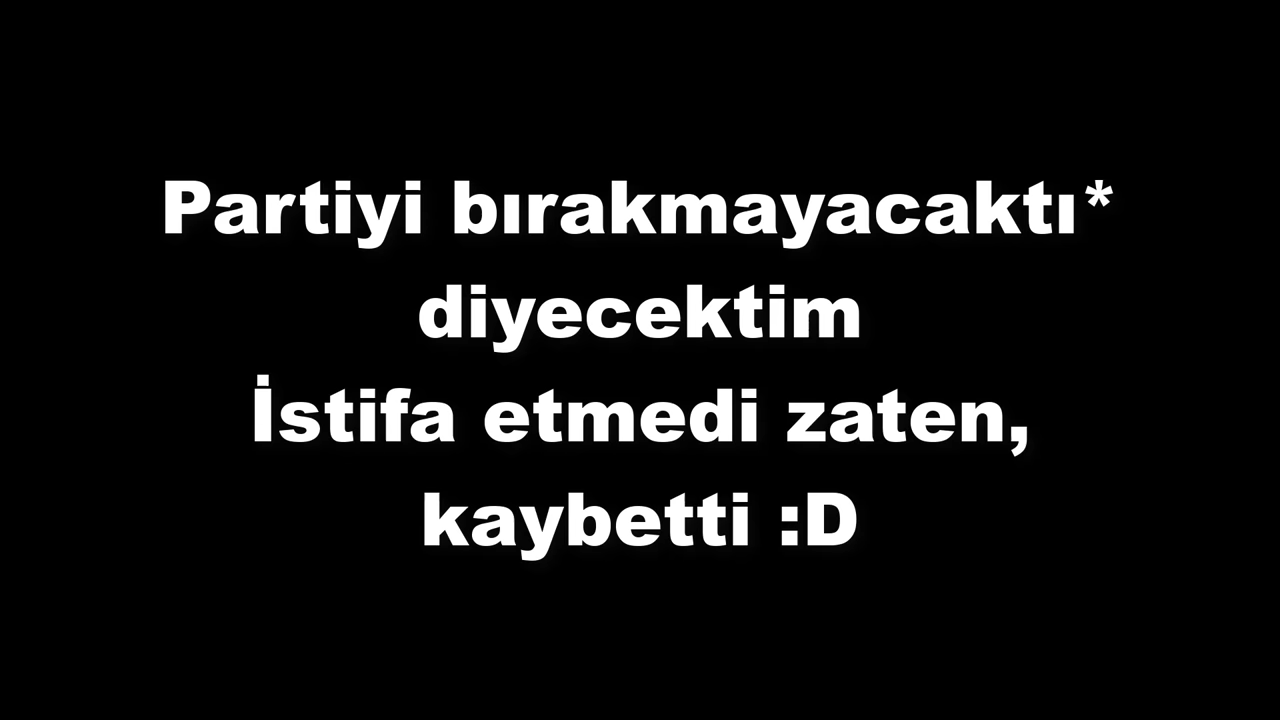 Partiyi bırakmayacaktı*
diyecektim
İstifa etmedi zaten,
kaybetti :D